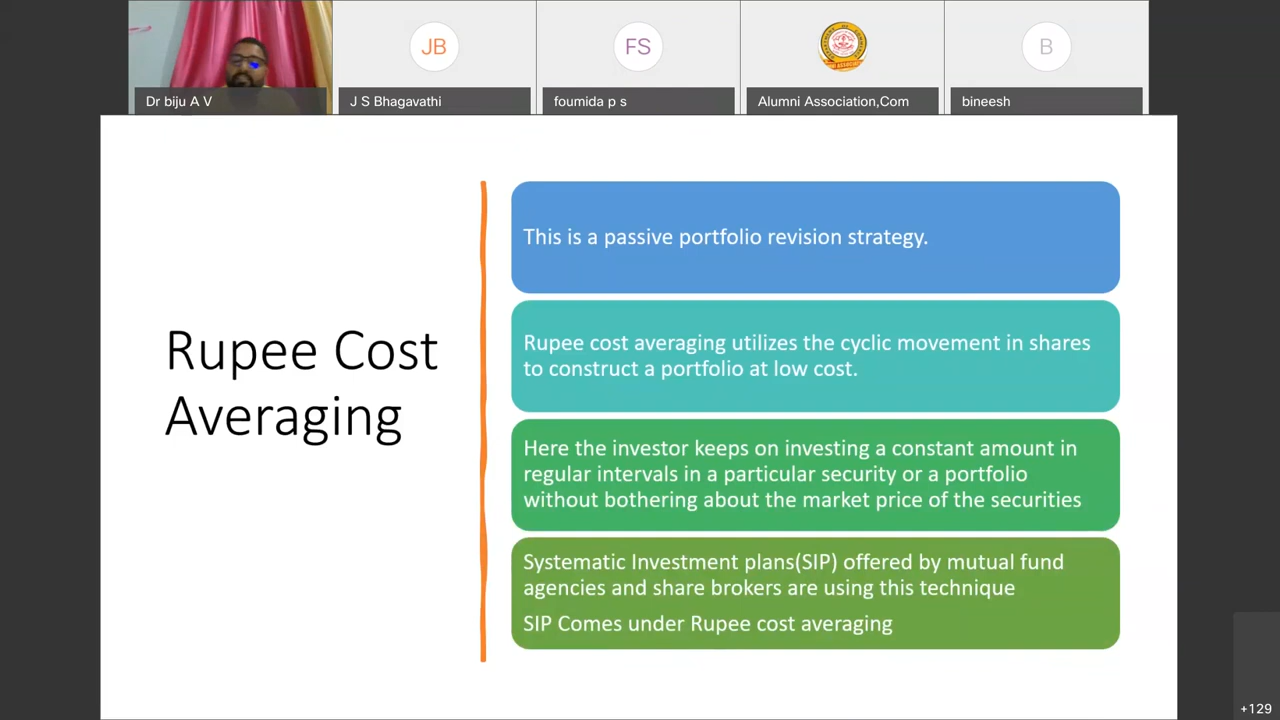 JB
FS
B
Dr biju A V
J S Bhagavathi
foumida p s
Alumni Association,Com
bineesh
Rupee Cost
Averaging
This is a passive portfolio revision strategy.
Rupee cost averaging utilizes the cyclic movement in shares
to construct a portfolio at low cost.
Here the investor keeps on investing a constant amount in
regular intervals in a particular security or a portfolio
without bothering about the market price of the securities
Systematic Investment plans(SIP) offered by mutual fund
agencies and share brokers are using this technique
SIP Comes under Rupee cost averaging
+129